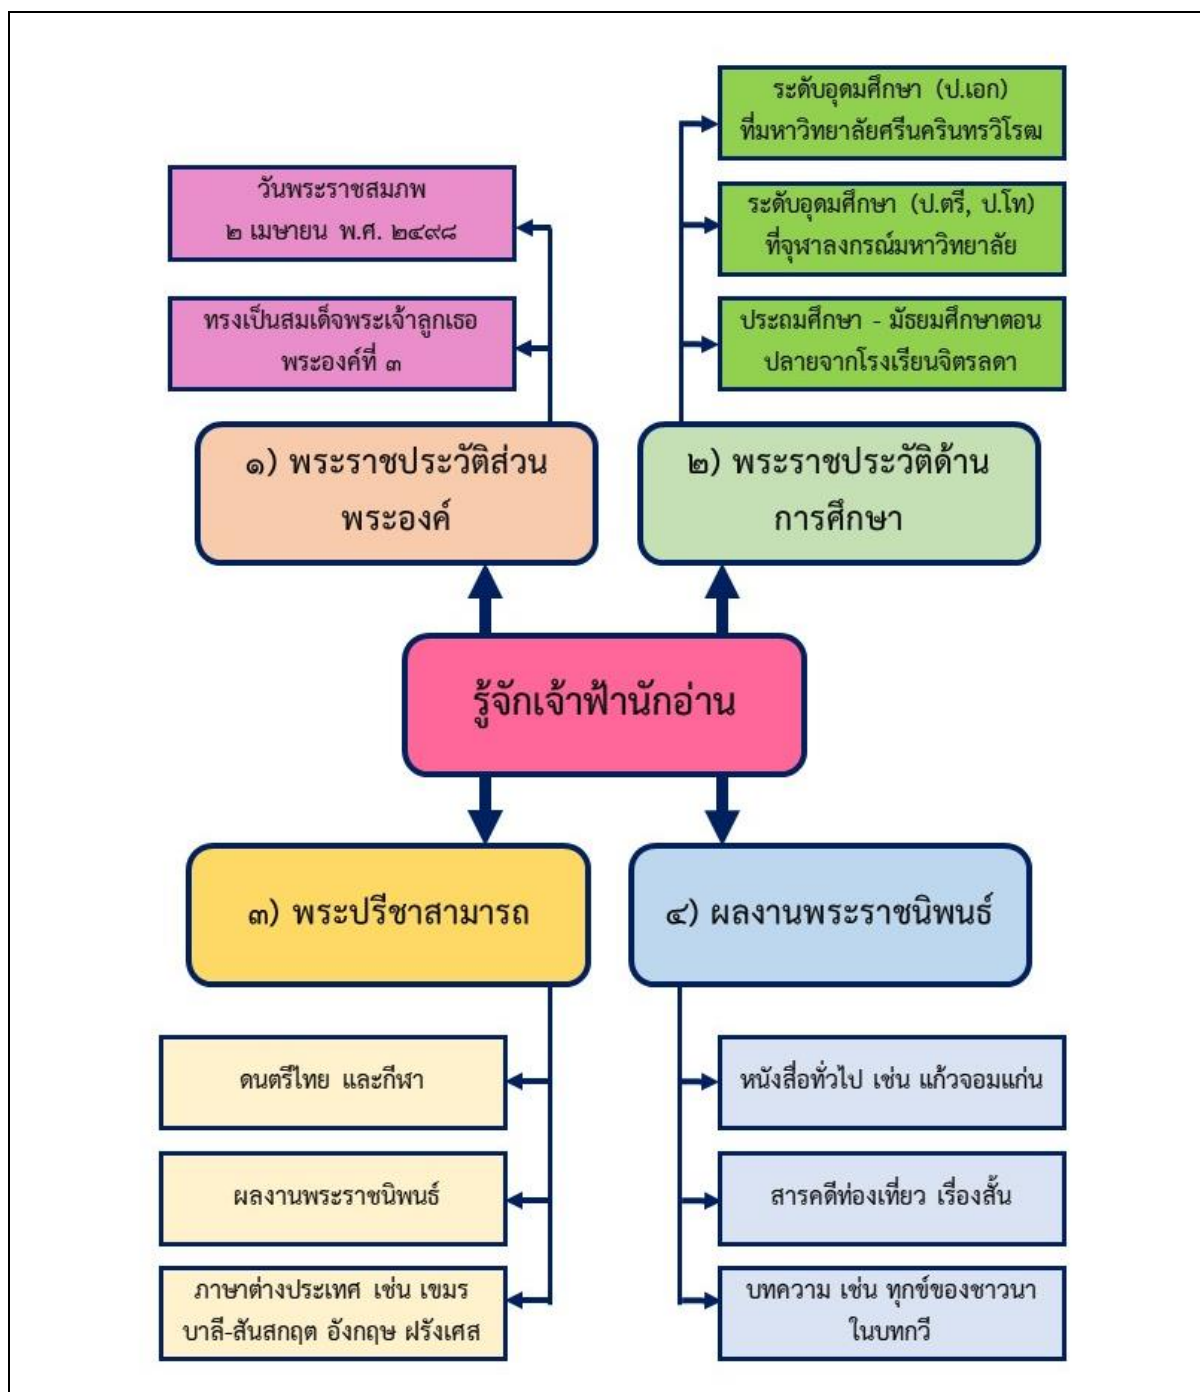 ระดับอุดมศึกษา (ป.เอก)
ที่มหาวิทยาลัยศรีนครินทรวิโรฒ
วันพระราชสมภพ
๒ เมษายน พ.ศ. ๒๔๙๘
ระดับอุดมศึกษา (ป.ตรี, ป.โท)
ที่จุฬาลงกรณ์มหาวิทยาลัย
ทรงเป็นสมเด็จพระเจ้าลูกเธอ
พระองค์ที่ ๓
ประถมศึกษา - มัธยมศึกษาตอน
ปลายจากโรงเรียนจิตรลดา
๑) พระราชประวัติส่วน
พระองค์
๒) พระราชประวัติด้าน
การศึกษา
รู้จักเจ้าฟ้านักอ่าน
๓) พระปรีชาสามารถ
๔) ผลงานพระราชนิพนธ์
ดนตรีไทย และกีฬา
หนังสือทั่วไป เช่น แก้วจอมแก่น
ผลงานพระราชนิพนธ์
สารคดีท่องเที่ยว เรื่องสั้น
ภาษาต่างประเทศ เช่น เขมร
บาลี-สันสกฤต อังกฤษ ฝรั่งเศส
บทความ เช่น ทุกข์ของชาวนา
ในบทกวี